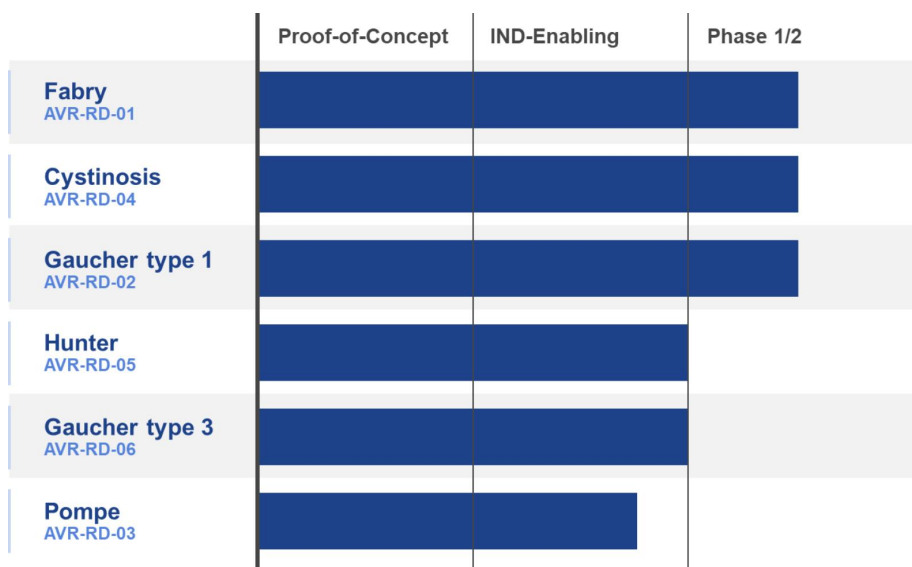 Proof-of-Concept IND-Enabling Phase 1/2
Fabry
AVR-RD-01
Cystinosis
AVR-RD-04
Gaucher type 1
AVR-RD-02
Hunter
AVR-RD-05
Gaucher type 3
AVR-RD-06
Pompe
AVR-RD-03